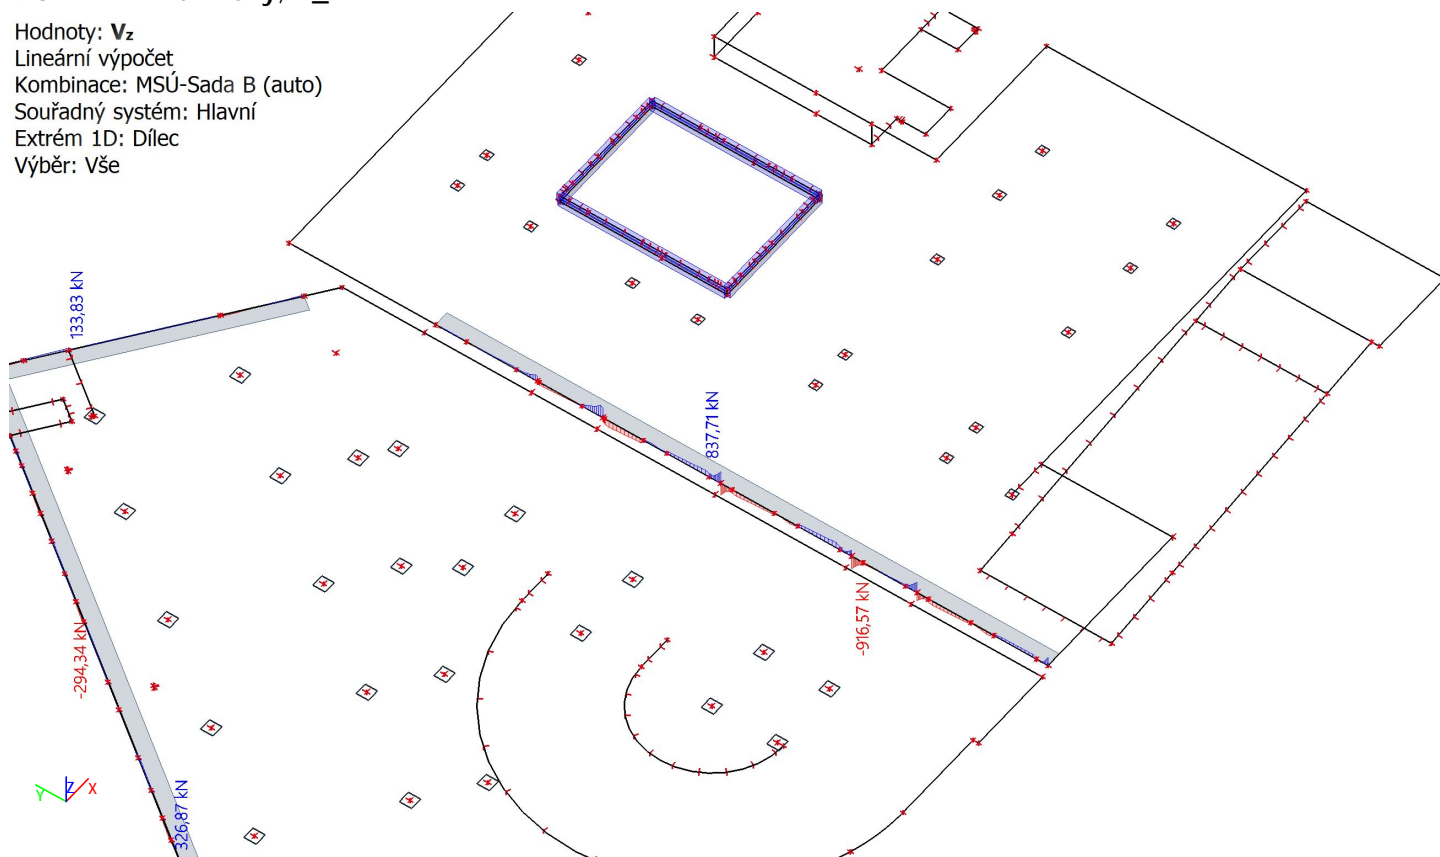 Hodnoty: Vz
Lineární výpočet
Kombinace: MSÚ-Sada B (auto)
Souřadný systém: Hlavní
Extrém 1D: Dílec
Výběr: Vše
133,83 kN
837,71 kN
-916,57 kN
-294,34 kN
326,87 kN
Y
Z
X